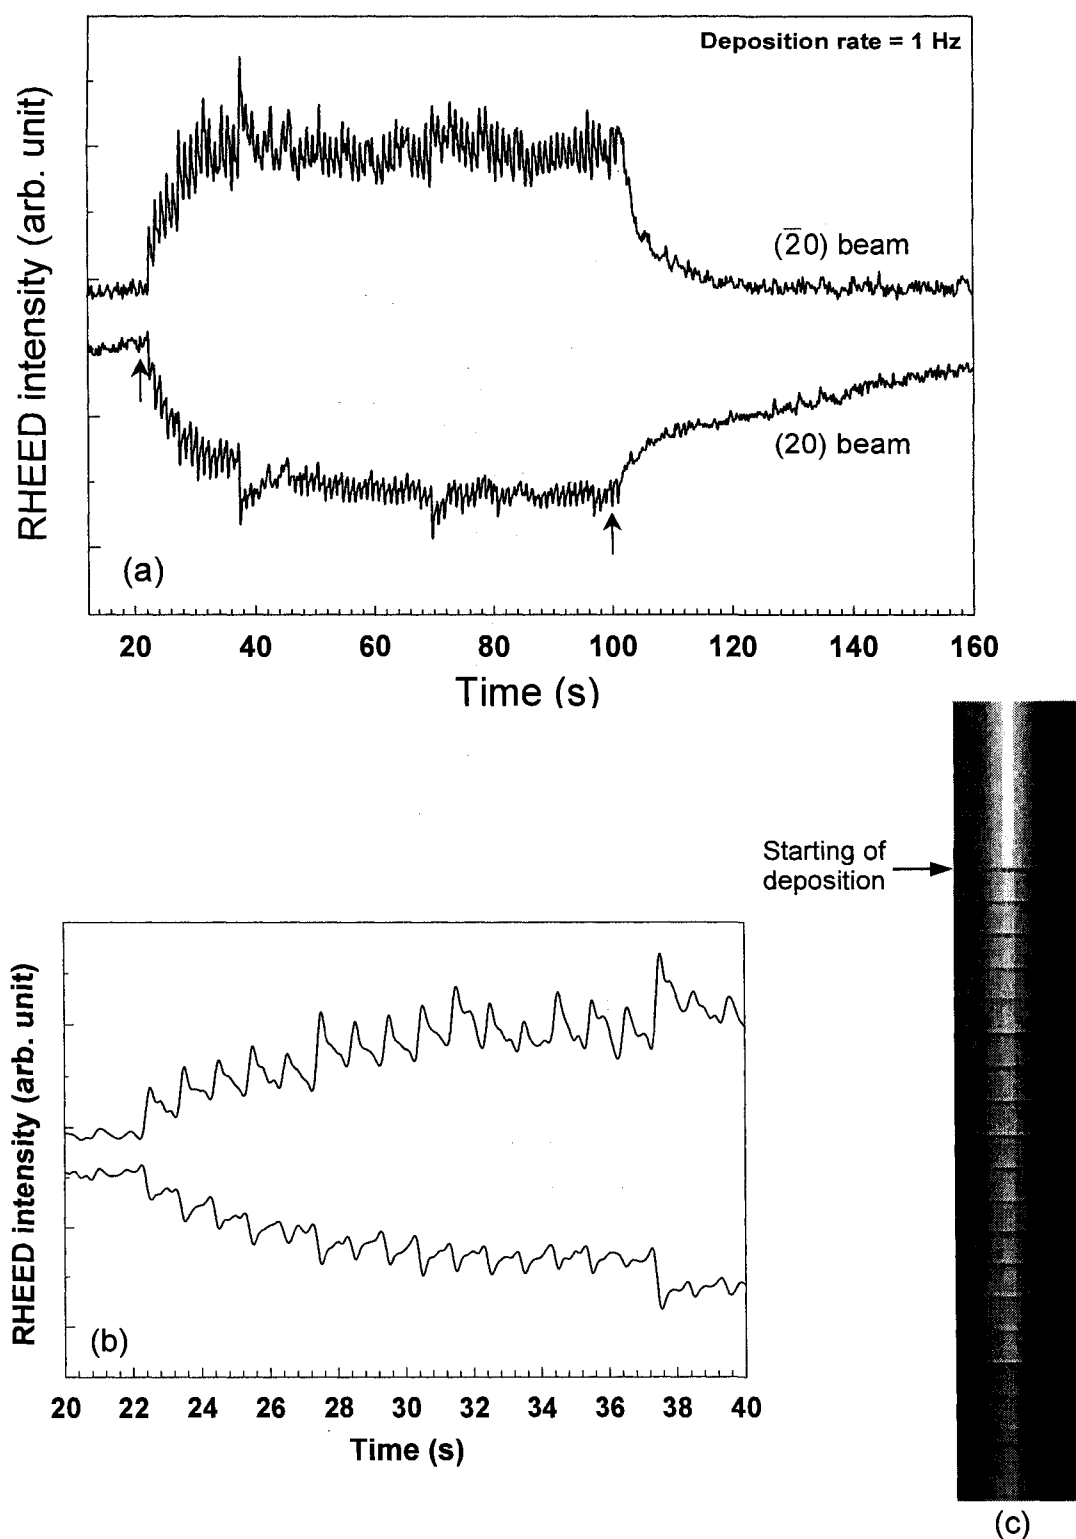 Deposition rate = 1 Hz
RHEED intensity (arb. unit)
(2̅0) beam
(20) beam
(a)
20 40 60 80 100 120 140 160
Time (s)
Starting of
deposition
RHEED intensity (arb. unit)
(b)
20 22 24 26 28 30 32 34 36 38 40
Time (s)
(c)